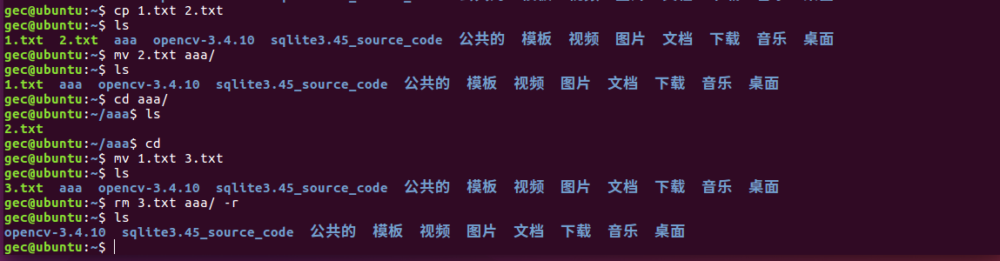 gec@ubuntu:~$ cp 1.txt 2.txt
gec@ubuntu:~$ ls
1.txt  2.txt  aaa  opencv-3.4.10  sqlite3.45_source_code  公共的  模板  视频  图片  文档  下载  音乐  桌面
gec@ubuntu:~$ mv 2.txt aaa/
gec@ubuntu:~$ ls
1.txt  aaa  opencv-3.4.10  sqlite3.45_source_code  公共的  模板  视频  图片  文档  下载  音乐  桌面
gec@ubuntu:~$ cd aaa/
gec@ubuntu:~/aaa$ ls
2.txt
gec@ubuntu:~/aaa$ cd
gec@ubuntu:~$ mv 1.txt 3.txt
gec@ubuntu:~$ ls
3.txt  aaa  opencv-3.4.10  sqlite3.45_source_code  公共的  模板  视频  图片  文档  下载  音乐  桌面
gec@ubuntu:~$ rm 3.txt aaa/ -r
gec@ubuntu:~$ ls
opencv-3.4.10  sqlite3.45_source_code  公共的  模板  视频  图片  文档  下载  音乐  桌面
gec@ubuntu:~$